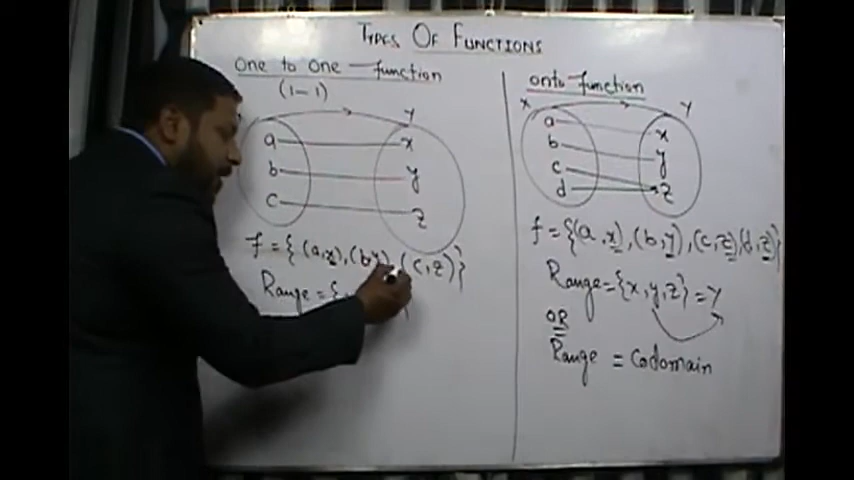 Types Of Functions
One to One function
(1-1)
Y
a x
b y
c z
f = {(a,x),(b,y),(c,z)}
Range = {
onto function
X Y
a x
b y
c z
d
f = {(a,x),(b,y),(c,z),(d,z)}
Range = {x,y,z} = Y
OR
Range = Codomain